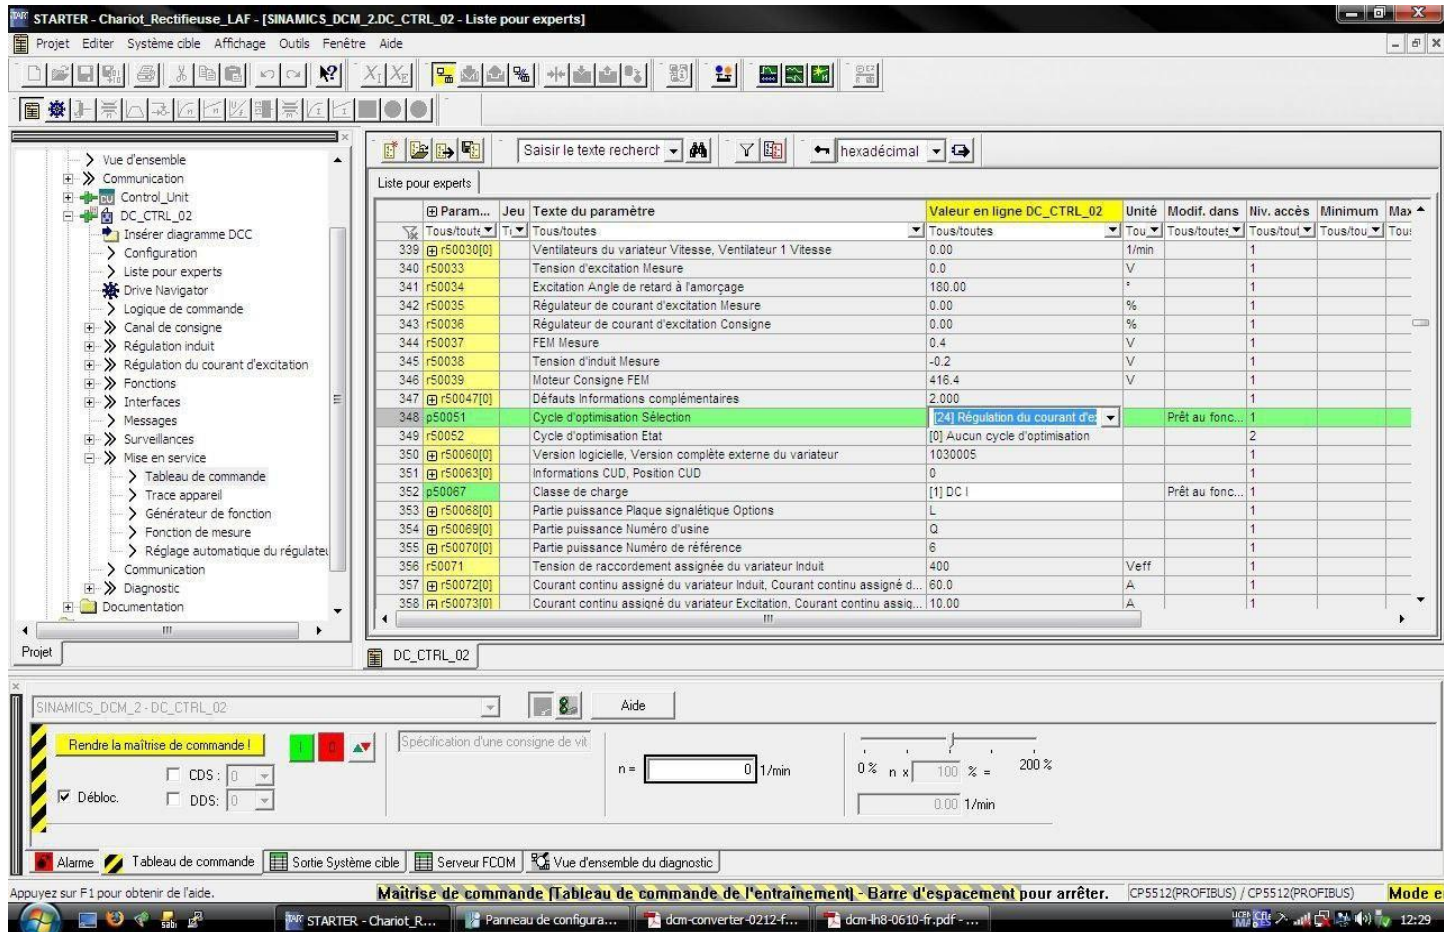 STARTER - Chariot_Rectifieuse_LAF - [SINAMICS_DCM_2.DC_CTRL_02 - Liste pour experts]
Projet Editer Système cible Affichage Outils Fenêtre Aide
Saisir le texte recherch hexadécimal
Vue d'ensemble
Communication
Control_Unit
DC_CTRL_02
Insérer diagramme DCC
Configuration
Liste pour experts
Drive Navigator
Logique de commande
Canal de consigne
Régulation induit
Régulation du courant d'excitation
Fonctions
Interfaces
Messages
Surveillances
Mise en service
Tableau de commande
Trace appareil
Générateur de fonction
Fonction de mesure
Réglage automatique du régulateu
Communication
Diagnostic
Documentation
Projet
Liste pour experts
Param... Jeu Texte du paramètre Valeur en ligne DC_CTRL_02 Unité Modif. dans Niv. accès Minimum Max
Tous/toute T Tous/toutes Tous/toutes Tou Tous/toutes Tous/tout Tous/tou Tous
339 r50030[0] Ventilateurs du variateur Vitesse, Ventilateur 1 Vitesse 0.00 1/min 1
340 r50033 Tension d'excitation Mesure 0.0 V 1
341 r50034 Excitation Angle de retard à l'amorçage 180.00 ° 1
342 r50035 Régulateur de courant d'excitation Mesure 0.00 % 1
343 r50036 Régulateur de courant d'excitation Consigne 0.00 % 1
344 r50037 FEM Mesure 0.4 V 1
345 r50038 Tension d'induit Mesure -0.2 V 1
346 r50039 Moteur Consigne FEM 416.4 V 1
347 r50047[0] Défauts Informations complémentaires 2.000 1
348 p50051 Cycle d'optimisation Sélection [24] Régulation du courant d'ex Prêt au fonc... 1
349 r50052 Cycle d'optimisation Etat [0] Aucun cycle d'optimisation 2
350 r50060[0] Version logicielle, Version complète externe du variateur 1030005 1
351 r50063[0] Informations CUD, Position CUD 0 1
352 p50067 Classe de charge [1] DC I Prêt au fonc... 1
353 r50068[0] Partie puissance Plaque signalétique Options L 1
354 r50069[0] Partie puissance Numéro d'usine Q 1
355 r50070[0] Partie puissance Numéro de référence 6 1
356 r50071 Tension de raccordement assignée du variateur Induit 400 Veff 1
357 r50072[0] Courant continu assigné du variateur Induit, Courant continu assigné d... 60.0 A 1
358 r50073[0] Courant continu assigné du variateur Excitation, Courant continu assig... 10.00 A 1
DC_CTRL_02
SINAMICS_DCM_2 - DC_CTRL_02 Aide
Rendre la maîtrise de commande ! I 0 Spécification d'une consigne de vit
CDS : 0
Débloc. DDS: 0
n = 0 1/min
0 % n x 100 % = 200 %
0.00 1/min
Alarme Tableau de commande Sortie Système cible Serveur FCOM Vue d'ensemble du diagnostic
Appuyez sur F1 pour obtenir de l'aide. Maîtrise de commande [Tableau de commande de l'entraînement] - Barre d'espacement pour arrêter. CP5512(PROFIBUS) / CP5512(PROFIBUS) Mode e
STARTER - Chariot_R... Panneau de configura... dcm-converter-0212-f... dcm-lh8-0610-fr.pdf - ... 12:29